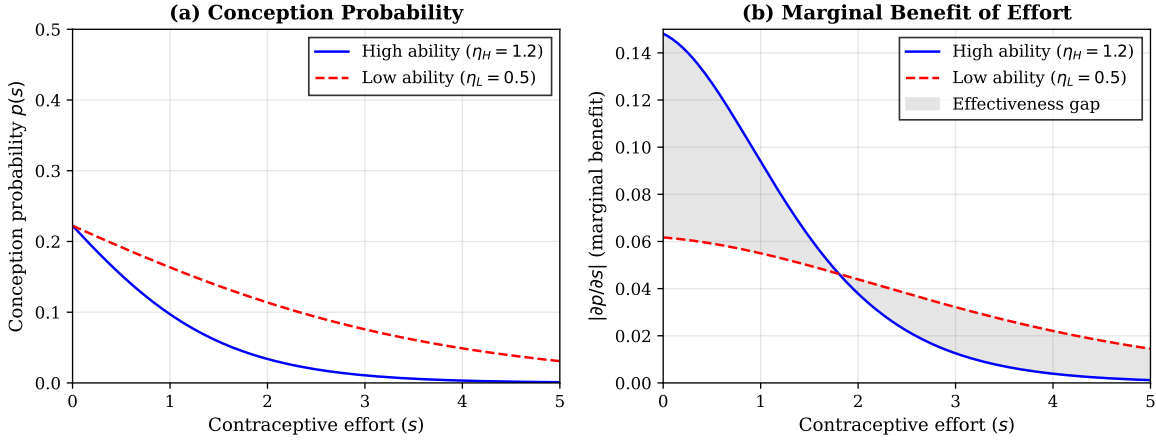 (a) Conception Probability
High ability (η_H = 1.2)
Low ability (η_L = 0.5)
Conception probability p(s)
0.5
0.4
0.3
0.2
0.1
0.0
0 1 2 3 4 5
Contraceptive effort (s)
(b) Marginal Benefit of Effort
High ability (η_H = 1.2)
Low ability (η_L = 0.5)
Effectiveness gap
|∂p/∂s| (marginal benefit)
0.14
0.12
0.10
0.08
0.06
0.04
0.02
0.00
0 1 2 3 4 5
Contraceptive effort (s)